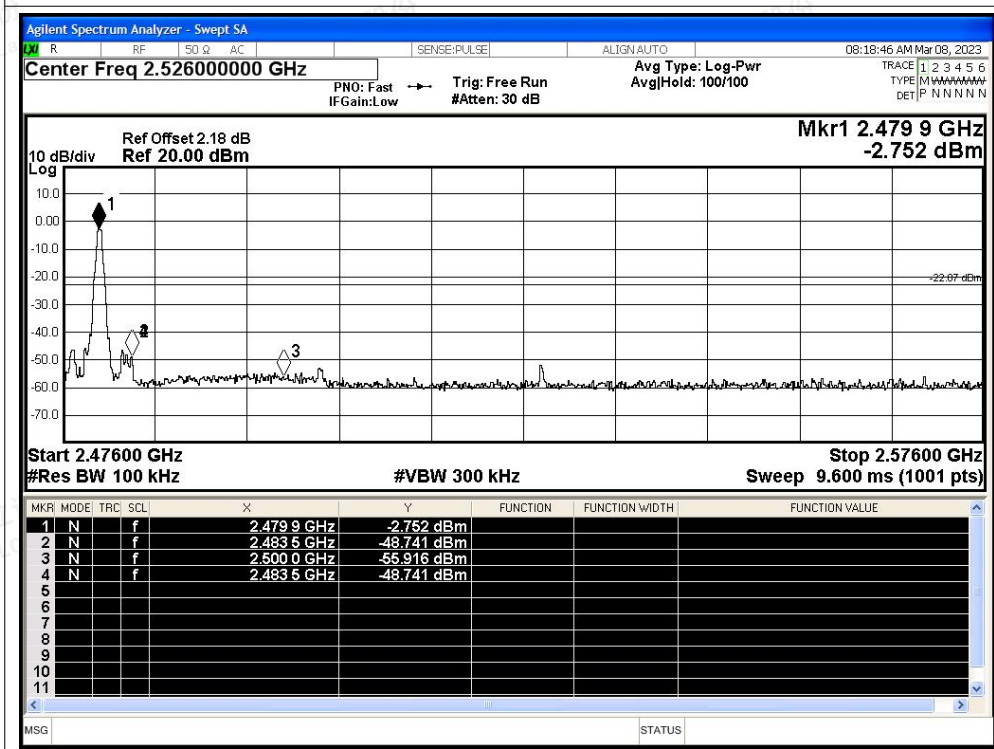 Agilent Spectrum Analyzer - Swept SA
LXI R RF 50 Ω AC SENSE:PULSE ALIGN AUTO 08:18:46 AM Mar 08, 2023
Center Freq 2.526000000 GHz
PNO: Fast
IFGain:Low
Trig: Free Run
#Atten: 30 dB
Avg Type: Log-Pwr
Avg|Hold: 100/100
TRACE 1 2 3 4 5 6
TYPE M W W W W W
DET P N N N N N
Mkr1 2.479 9 GHz
-2.752 dBm
Ref Offset 2.18 dB
10 dB/div Ref 20.00 dBm
Log
10.0
0.00
-10.0
-20.0
-30.0
-40.0
-50.0
-60.0
-70.0
1
3
-22.07 dBm
Start 2.47600 GHz Stop 2.57600 GHz
#Res BW 100 kHz #VBW 300 kHz Sweep 9.600 ms (1001 pts)
MKR MODE TRC SCL X Y FUNCTION FUNCTION WIDTH FUNCTION VALUE
1 N f 2.479 9 GHz -2.752 dBm
2 N f 2.483 5 GHz -48.741 dBm
3 N f 2.500 0 GHz -55.916 dBm
4 N f 2.483 5 GHz -48.741 dBm
5
6
7
8
9
10
11
MSG STATUS